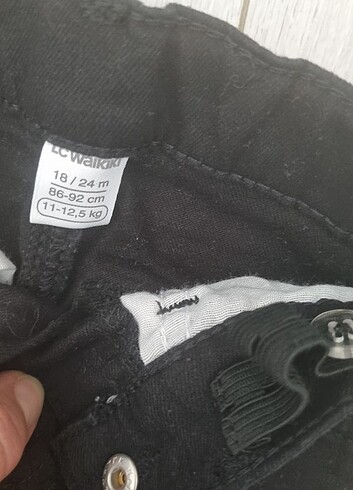 LC Waikiki
18 / 24 m
86-92 cm
11-12,5 kg